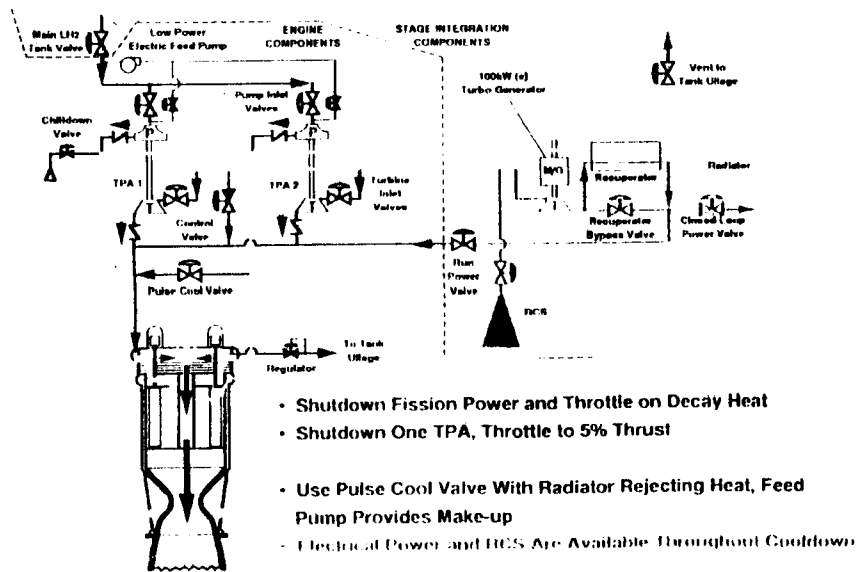 Main LH2
Tank Valve
Low Power
Electric Feed Pump
ENGINE
COMPONENTS
STAGE INTEGRATION
COMPONENTS
100kW (e)
Turbo Generator
Vent to
Tank Ullage
Pump Inlet
Valves
Chilldown
Valve
P
P
M/G
Recuperator
Radiator
TPA 1
TPA 2
Turbine
Inlet
Valves
T
T
Control
Valve
Recuperator
Bypass Valve
Closed Loop
Power Valve
Run
Power
Valve
Pulse Cool Valve
RCS
To Tank
Ullage
Regulator
• Shutdown Fission Power and Throttle on Decay Heat
• Shutdown One TPA, Throttle to 5% Thrust
• Use Pulse Cool Valve With Radiator Rejecting Heat, Feed
Pump Provides Make-up
• Electrical Power and RCS Are Available Throughout Cooldown